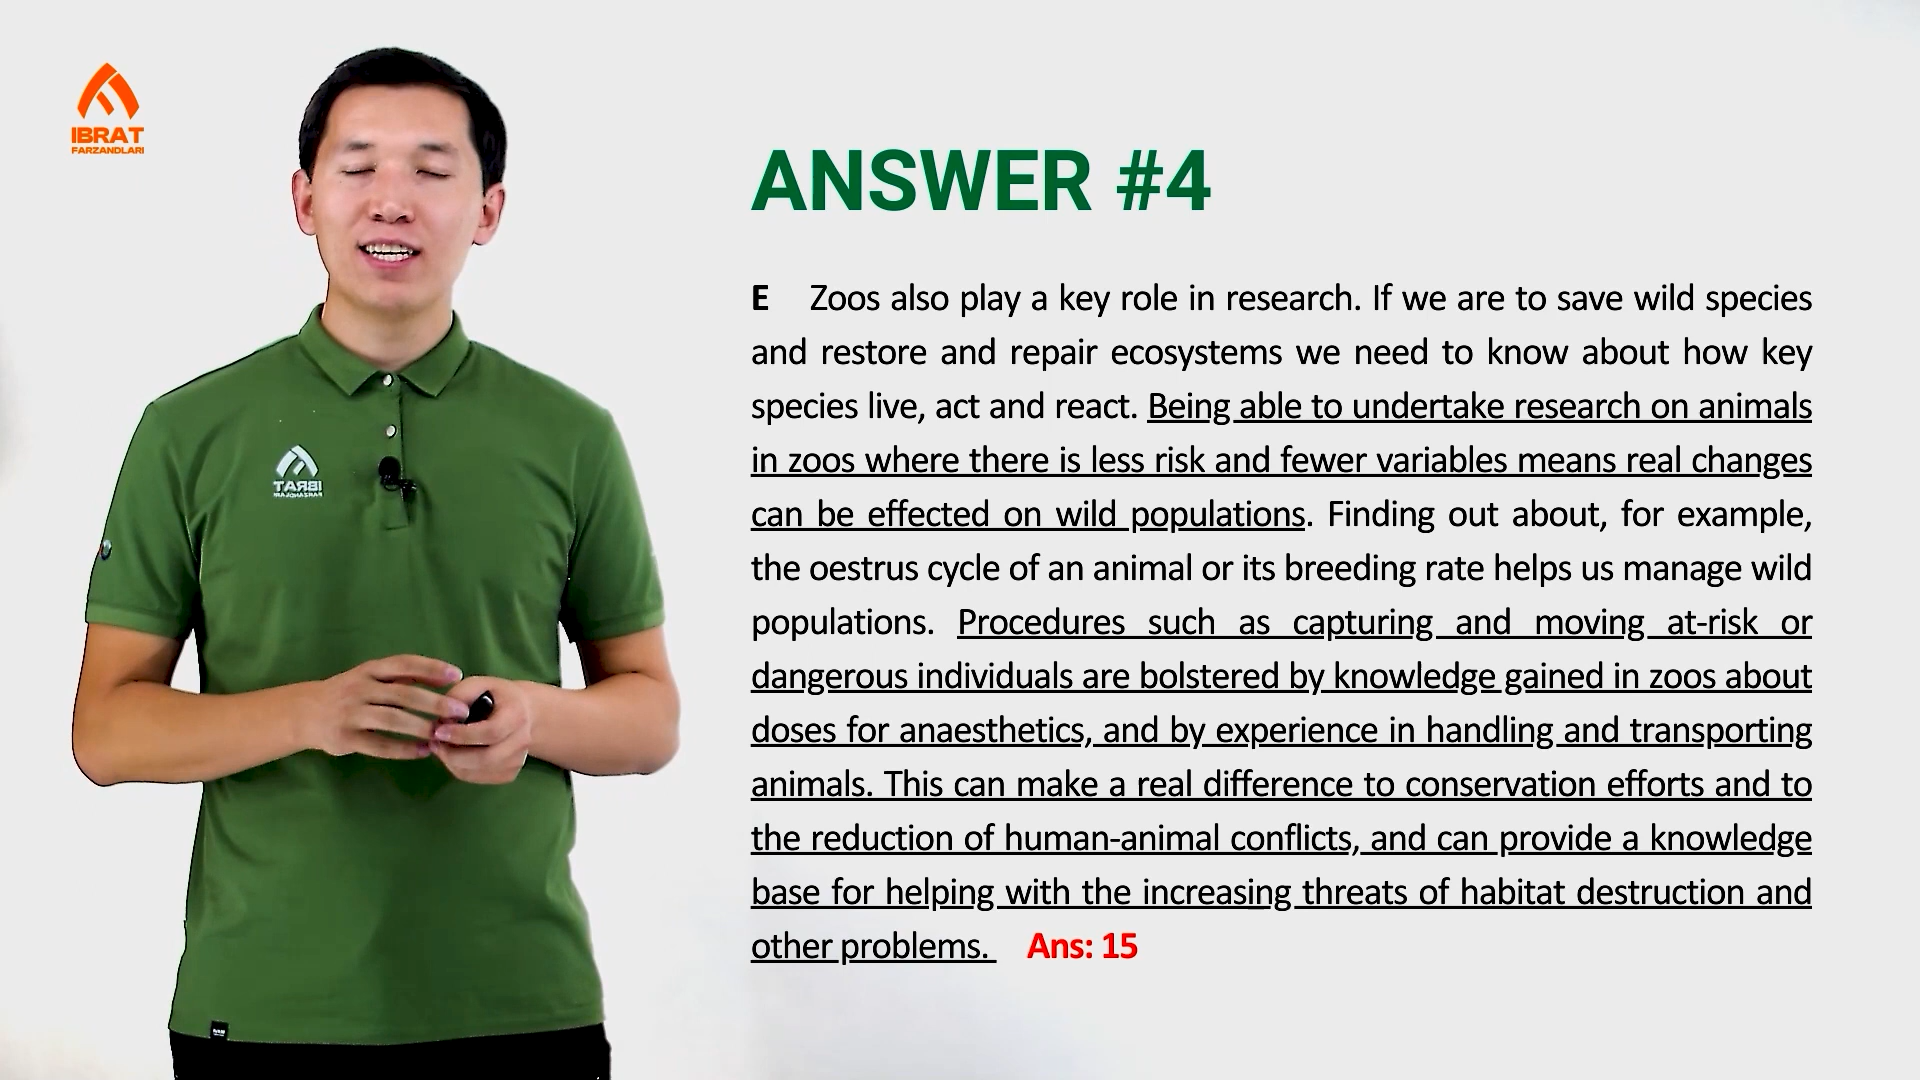 IBRAT
FARZANDLARI
ANSWER #4
E Zoos also play a key role in research. If we are to save wild species
and restore and repair ecosystems we need to know about how key
species live, act and react. Being able to undertake research on animals
in zoos where there is less risk and fewer variables means real changes
can be effected on wild populations. Finding out about, for example,
the oestrus cycle of an animal or its breeding rate helps us manage wild
populations. Procedures such as capturing and moving at-risk or
dangerous individuals are bolstered by knowledge gained in zoos about
doses for anaesthetics, and by experience in handling and transporting
animals. This can make a real difference to conservation efforts and to
the reduction of human-animal conflicts, and can provide a knowledge
base for helping with the increasing threats of habitat destruction and
other problems. Ans: 15
IBRAT
FARZANDLARI